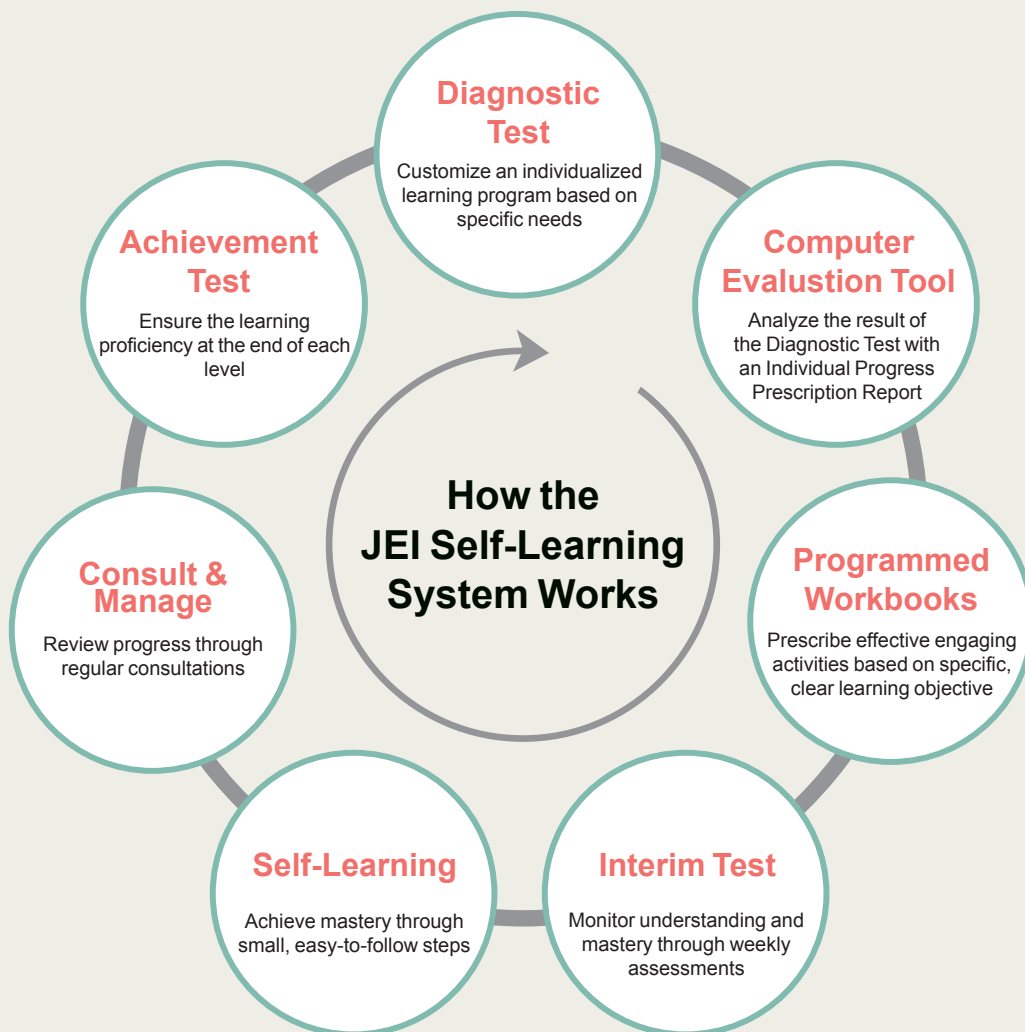 Diagnostic
Test
Customize an individualized
learning program based on
specific needs
Computer
Evalustion Tool
Analyze the result of
the Diagnostic Test with
an Individual Progress
Prescription Report
Programmed
Workbooks
Prescribe effective engaging
activities based on specific,
clear learning objective
Interim Test
Monitor understanding and
mastery through weekly
assessments
Self-Learning
Achieve mastery through
small, easy-to-follow steps
Consult &
Manage
Review progress through
regular consultations
Achievement
Test
Ensure the learning
proficiency at the end of each
level
How the
JEI Self-Learning
System Works